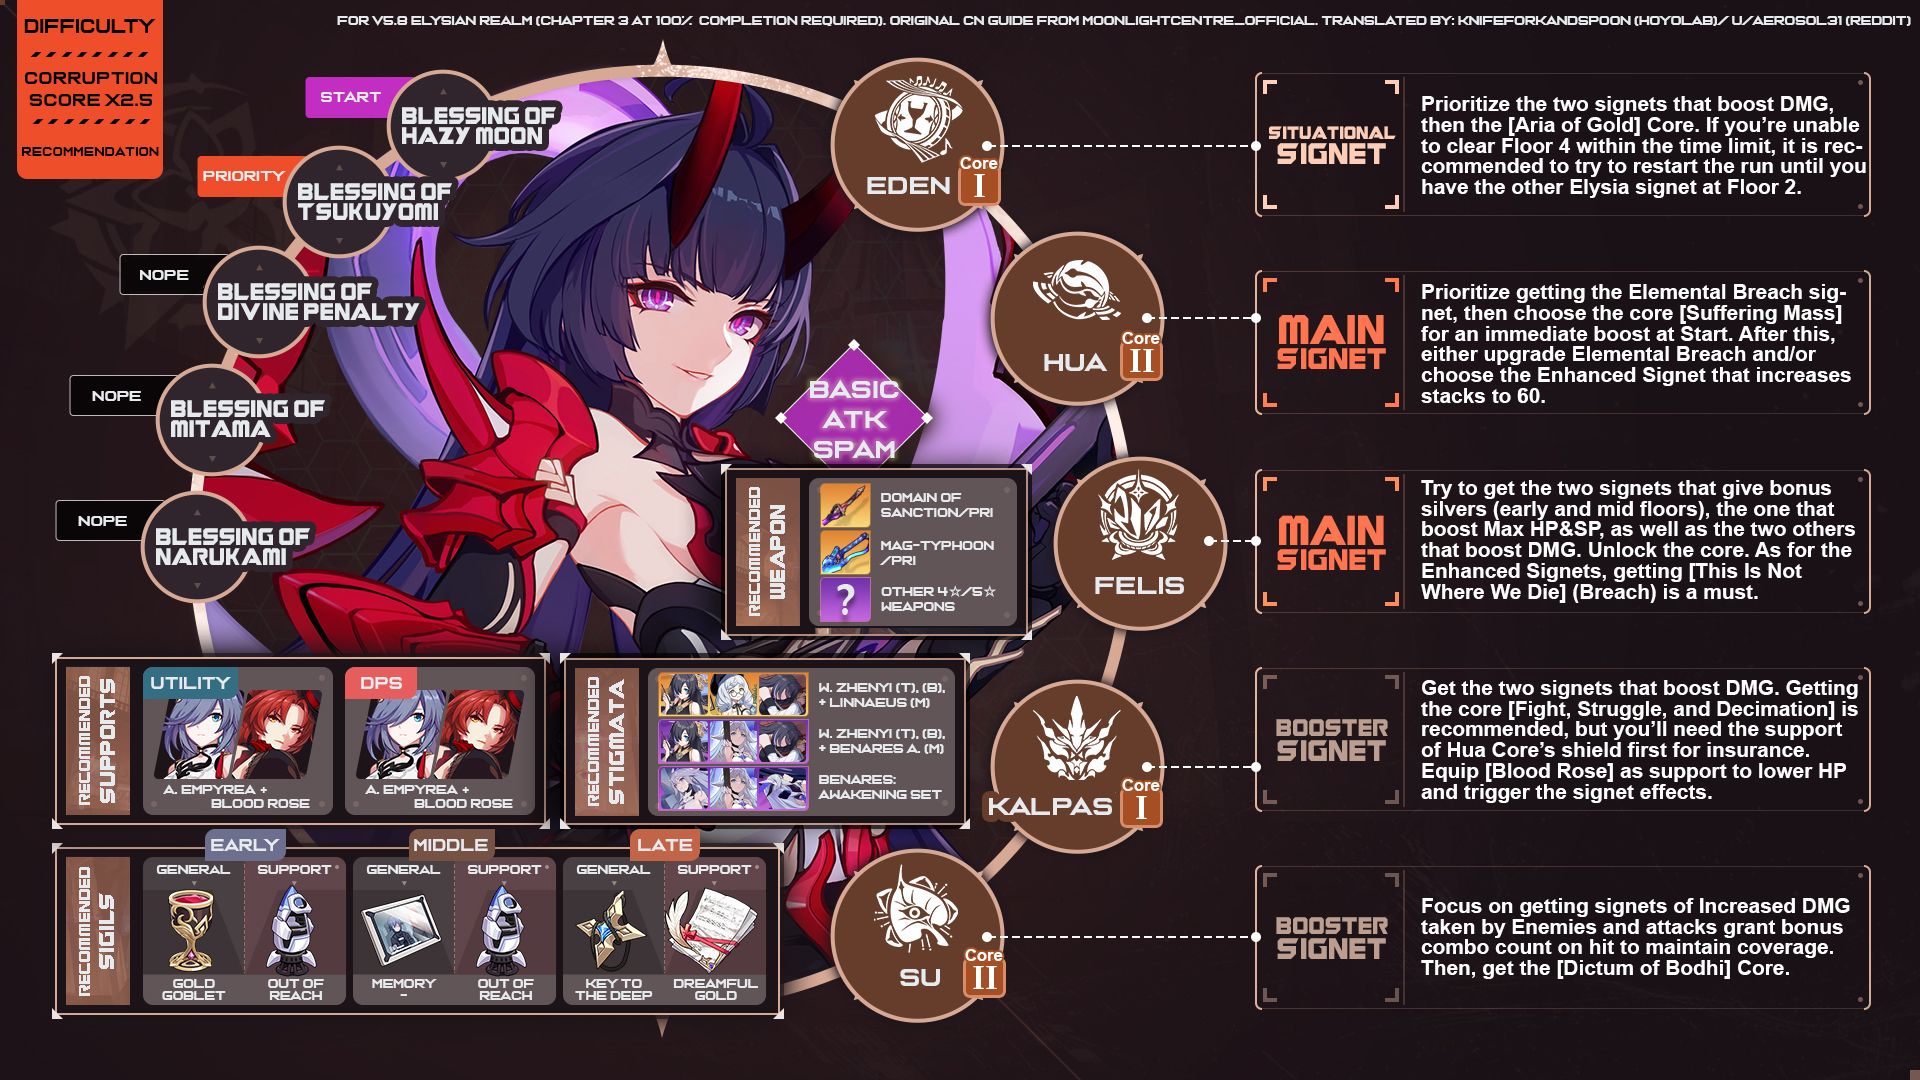 FOR V5.8 ELYSIAN REALM (CHAPTER 3 AT 100% COMPLETION REQUIRED). ORIGINAL CN GUIDE FROM MOONLIGHTCENTRE_OFFICIAL. TRANSLATED BY: KNIFEFORKANDSPOON (HOYOLAB)/ U/AEROSOL31 (REDDIT)
DIFFICULTY
CORRUPTION
SCORE X2.5
RECOMMENDATION
START
BLESSING OF
HAZY MOON
PRIORITY
BLESSING OF
TSUKUYOMI
NOPE
BLESSING OF
DIVINE PENALTY
NOPE
BLESSING OF
MITAMA
NOPE
BLESSING OF
NARUKAMI
BASIC
ATK
SPAM
RECOMMENDED
WEAPON
DOMAIN OF
SANCTION/PRI
MAG-TYPHOON
/PRI
?
OTHER 4☆/5☆
WEAPONS
RECOMMENDED
SUPPORTS
UTILITY
A. EMPYREA +
BLOOD ROSE
DPS
A. EMPYREA +
BLOOD ROSE
RECOMMENDED
STIGMATA
W. ZHENYI (T), (B),
+ LINNAEUS (M)
W. ZHENYI (T), (B),
+ BENARES A. (M)
BENARES:
AWAKENING SET
RECOMMENDED
SIGILS
EARLY
GENERAL
SUPPORT
GOLD
GOBLET
OUT OF
REACH
MIDDLE
GENERAL
SUPPORT
MEMORY
-
OUT OF
REACH
LATE
GENERAL
SUPPORT
KEY TO
THE DEEP
DREAMFUL
GOLD
EDEN
Core
I
SITUATIONAL
SIGNET
Prioritize the two signets that boost DMG,
then the [Aria of Gold] Core. If you’re unable
to clear Floor 4 within the time limit, it is rec-
commended to try to restart the run until you
have the other Elysia signet at Floor 2.
HUA
Core
II
MAIN
SIGNET
Prioritize getting the Elemental Breach sig-
net, then choose the core [Suffering Mass]
for an immediate boost at Start. After this,
either upgrade Elemental Breach and/or
choose the Enhanced Signet that increases
stacks to 60.
FELIS
MAIN
SIGNET
Try to get the two signets that give bonus
silvers (early and mid floors), the one that
boost Max HP&SP, as well as the two others
that boost DMG. Unlock the core. As for the
Enhanced Signets, getting [This Is Not
Where We Die] (Breach) is a must.
KALPAS
Core
I
BOOSTER
SIGNET
Get the two signets that boost DMG. Getting
the core [Fight, Struggle, and Decimation] is
recommended, but you’ll need the support
of Hua Core’s shield first for insurance.
Equip [Blood Rose] as support to lower HP
and trigger the signet effects.
SU
Core
II
BOOSTER
SIGNET
Focus on getting signets of Increased DMG
taken by Enemies and attacks grant bonus
combo count on hit to maintain coverage.
Then, get the [Dictum of Bodhi] Core.